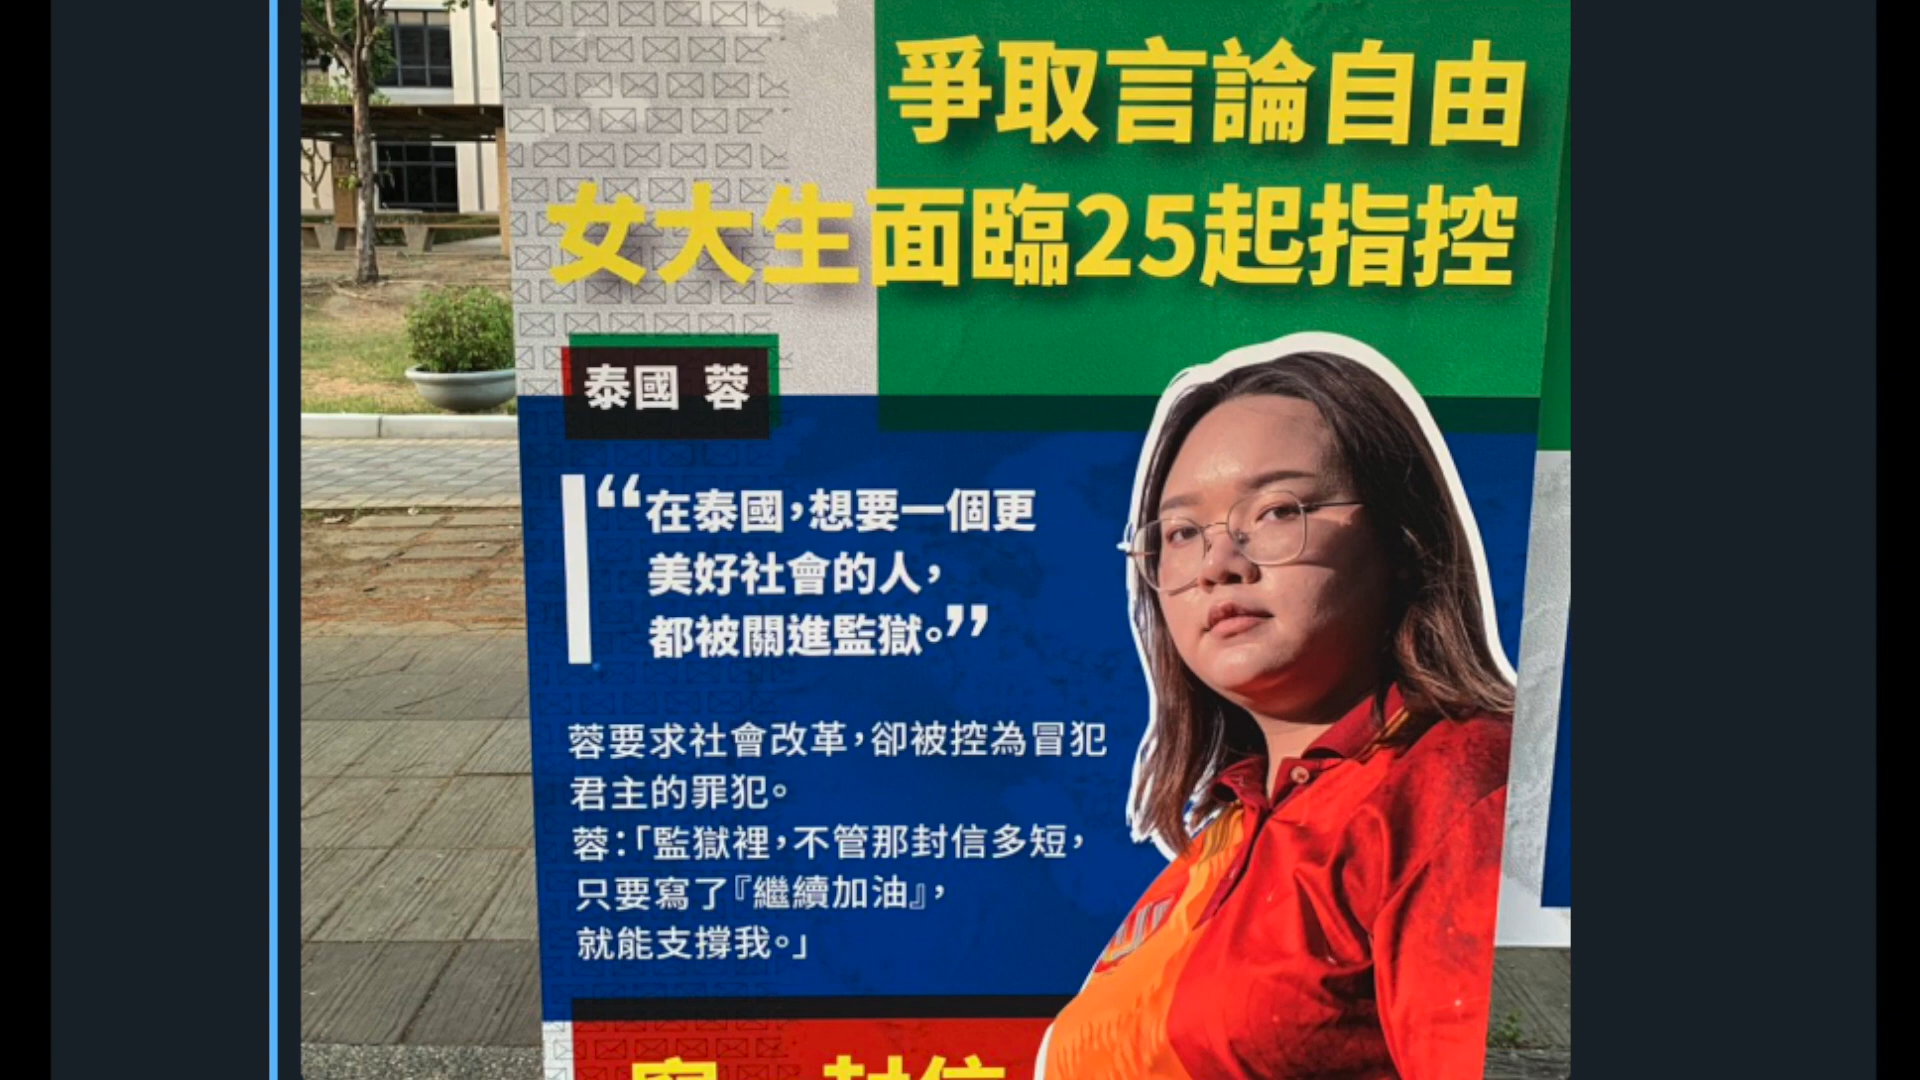 爭取言論自由
女大生面臨25起指控
泰國 蓉
“在泰國,想要一個更
美好社會的人,
都被關進監獄。”
蓉要求社會改革,卻被控為冒犯
君主的罪犯。
蓉:「監獄裡,不管那封信多短,
只要寫了『繼續加油』,
就能支撐我。」
寫一封信